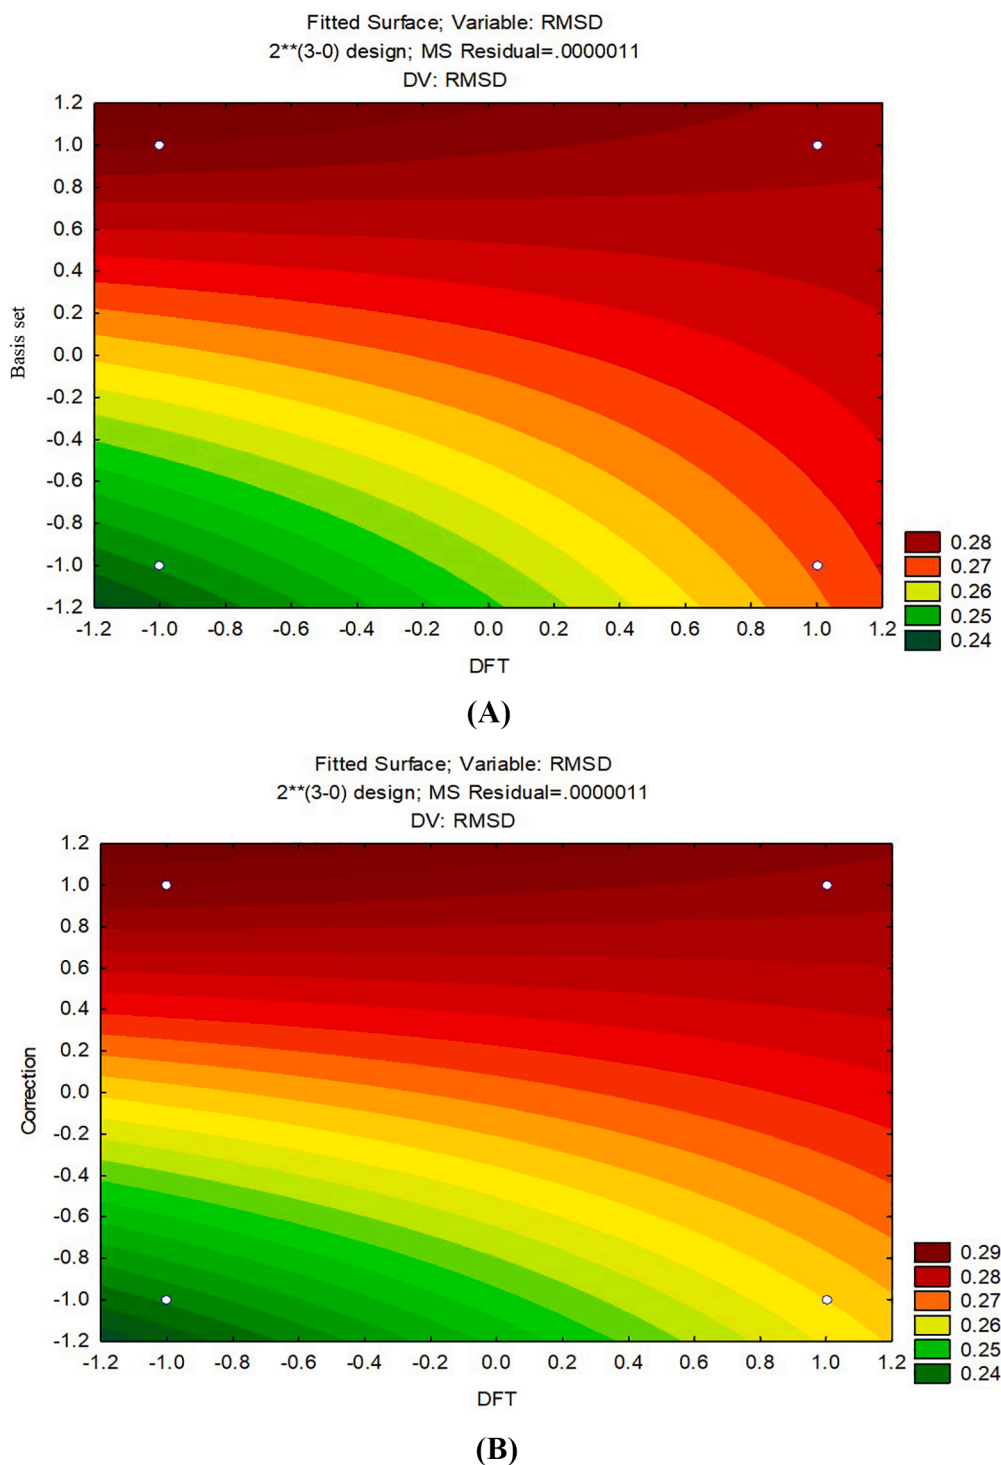 Fitted Surface; Variable: RMSD
2**(3-0) design; MS Residual=.0000011
DV: RMSD
1.2
1.0
0.8
0.6
0.4
0.2
0.0
-0.2
-0.4
-0.6
-0.8
-1.0
-1.2
Basis set
-1.2 -1.0 -0.8 -0.6 -0.4 -0.2 0.0 0.2 0.4 0.6 0.8 1.0 1.2
DFT
0.28
0.27
0.26
0.25
0.24
(A)
Fitted Surface; Variable: RMSD
2**(3-0) design; MS Residual=.0000011
DV: RMSD
1.2
1.0
0.8
0.6
0.4
0.2
0.0
-0.2
-0.4
-0.6
-0.8
-1.0
-1.2
Correction
-1.2 -1.0 -0.8 -0.6 -0.4 -0.2 0.0 0.2 0.4 0.6 0.8 1.0 1.2
DFT
0.29
0.28
0.27
0.26
0.25
0.24
(B)